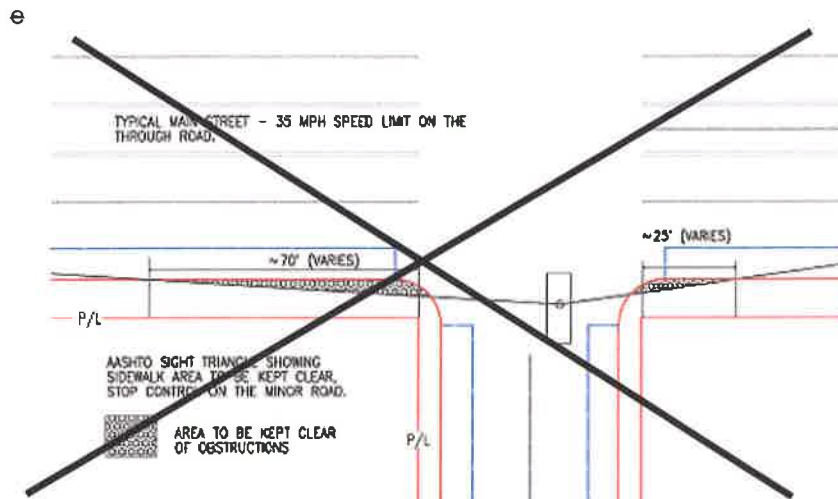 e
TYPICAL MAIN STREET - 35 MPH SPEED LIMIT ON THE
THROUGH ROAD.
~25' (VARIES)
~70' (VARIES)
P/L
AASHTO SIGHT TRIANGLE SHOWING
SIDEWALK AREA TO BE KEPT CLEAR,
STOP CONTROL ON THE MINOR ROAD.
AREA TO BE KEPT CLEAR
OF OBSTRUCTIONS
P/L